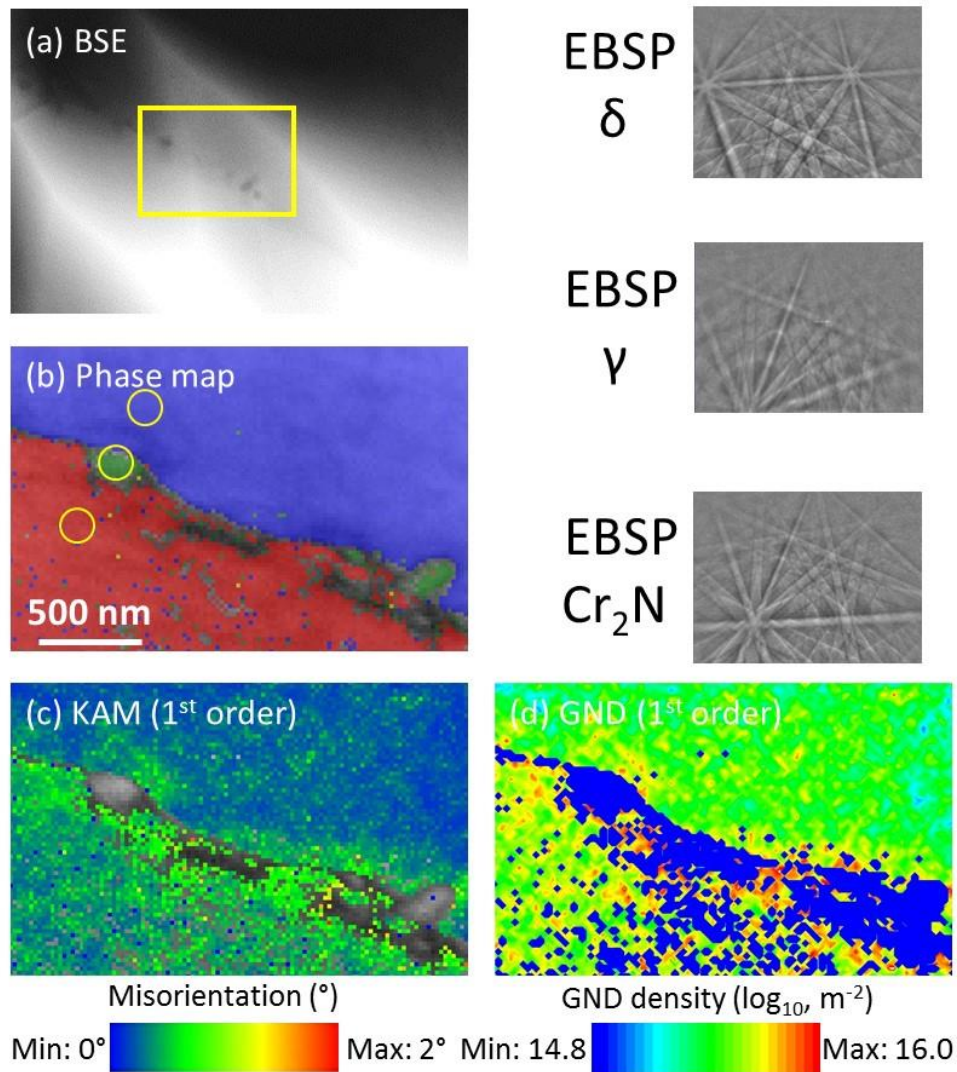 (a) BSE
EBSP
δ
EBSP
γ
(b) Phase map
500 nm
EBSP
Cr₂N
(c) KAM (1ˢᵗ order)
(d) GND (1ˢᵗ order)
Misorientation (°)
GND density (log₁₀, m⁻²)
Min: 0°
Max: 2°
Min: 14.8
Max: 16.0